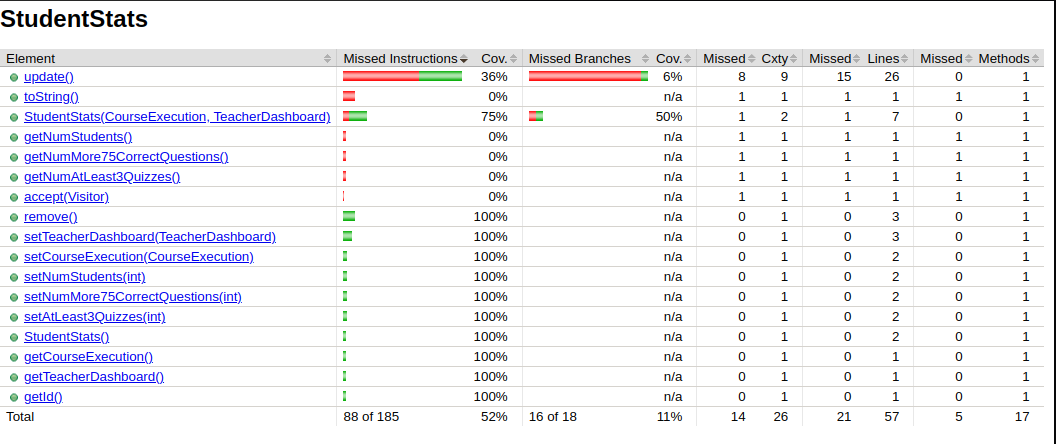 StudentStats
Element Missed Instructions Cov. Missed Branches Cov. Missed Cxty Missed Lines Missed Methods
update() 36% 6% 8 9 15 26 0 1
toString() 0% n/a 1 1 1 1 1 1
StudentStats(CourseExecution, TeacherDashboard) 75% 50% 1 2 1 7 0 1
getNumStudents() 0% n/a 1 1 1 1 1 1
getNumMore75CorrectQuestions() 0% n/a 1 1 1 1 1 1
getNumAtLeast3Quizzes() 0% n/a 1 1 1 1 1 1
accept(Visitor) 0% n/a 1 1 1 1 1 1
remove() 100% n/a 0 1 0 3 0 1
setTeacherDashboard(TeacherDashboard) 100% n/a 0 1 0 3 0 1
setCourseExecution(CourseExecution) 100% n/a 0 1 0 2 0 1
setNumStudents(int) 100% n/a 0 1 0 2 0 1
setNumMore75CorrectQuestions(int) 100% n/a 0 1 0 2 0 1
setAtLeast3Quizzes(int) 100% n/a 0 1 0 2 0 1
StudentStats() 100% n/a 0 1 0 2 0 1
getCourseExecution() 100% n/a 0 1 0 1 0 1
getTeacherDashboard() 100% n/a 0 1 0 1 0 1
getId() 100% n/a 0 1 0 1 0 1
Total 88 of 185 52% 16 of 18 11% 14 26 21 57 5 17